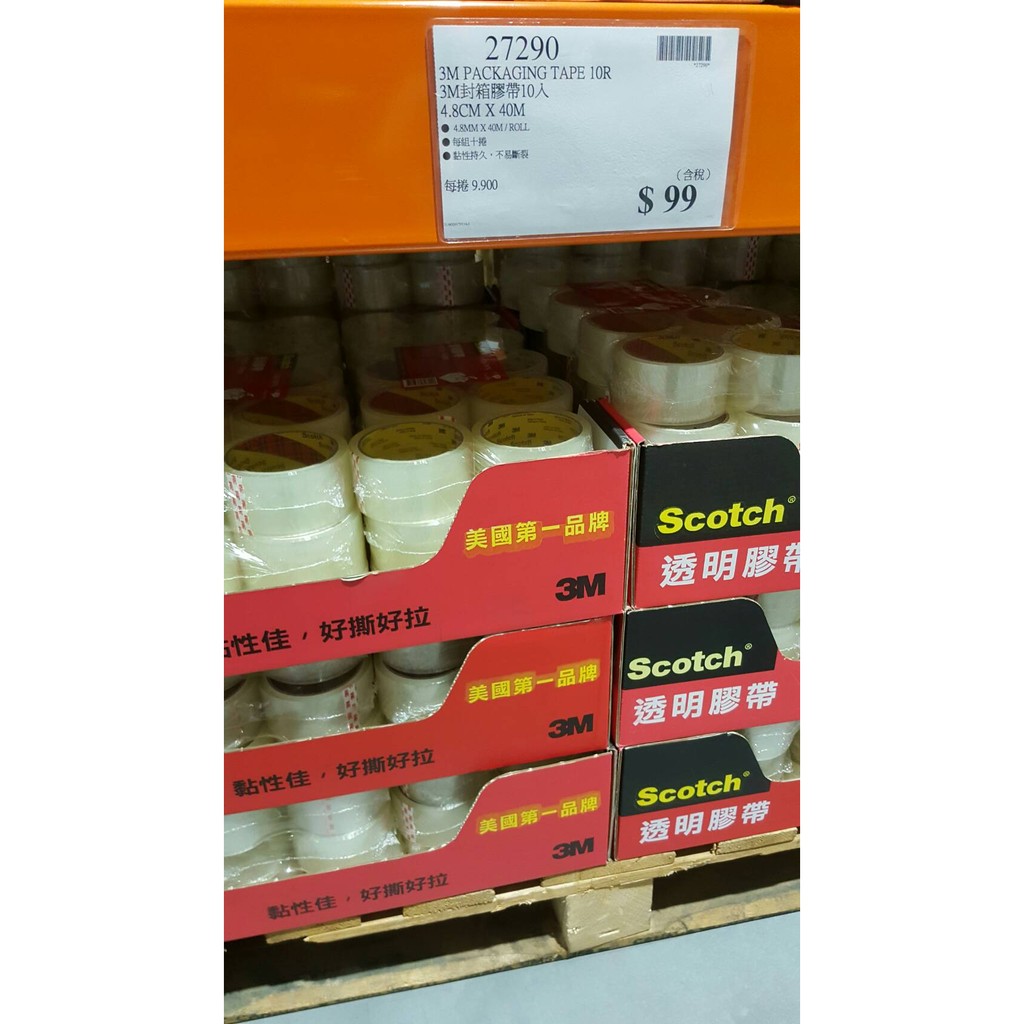 27290
*27290*
3M PACKAGING TAPE 10R
3M封箱膠帶10入
4.8CM X 40M
● 4.8MM X 40M / ROLL
● 每組十捲
● 黏性持久，不易斷裂
每捲 9.900
（含稅）
$ 99
美國第一品牌
3M
黏性佳，好撕好拉
Scotch®
透明膠帶
美國第一品牌
3M
黏性佳，好撕好拉
Scotch®
透明膠帶
美國第一品牌
3M
黏性佳，好撕好拉
Scotch®
透明膠帶